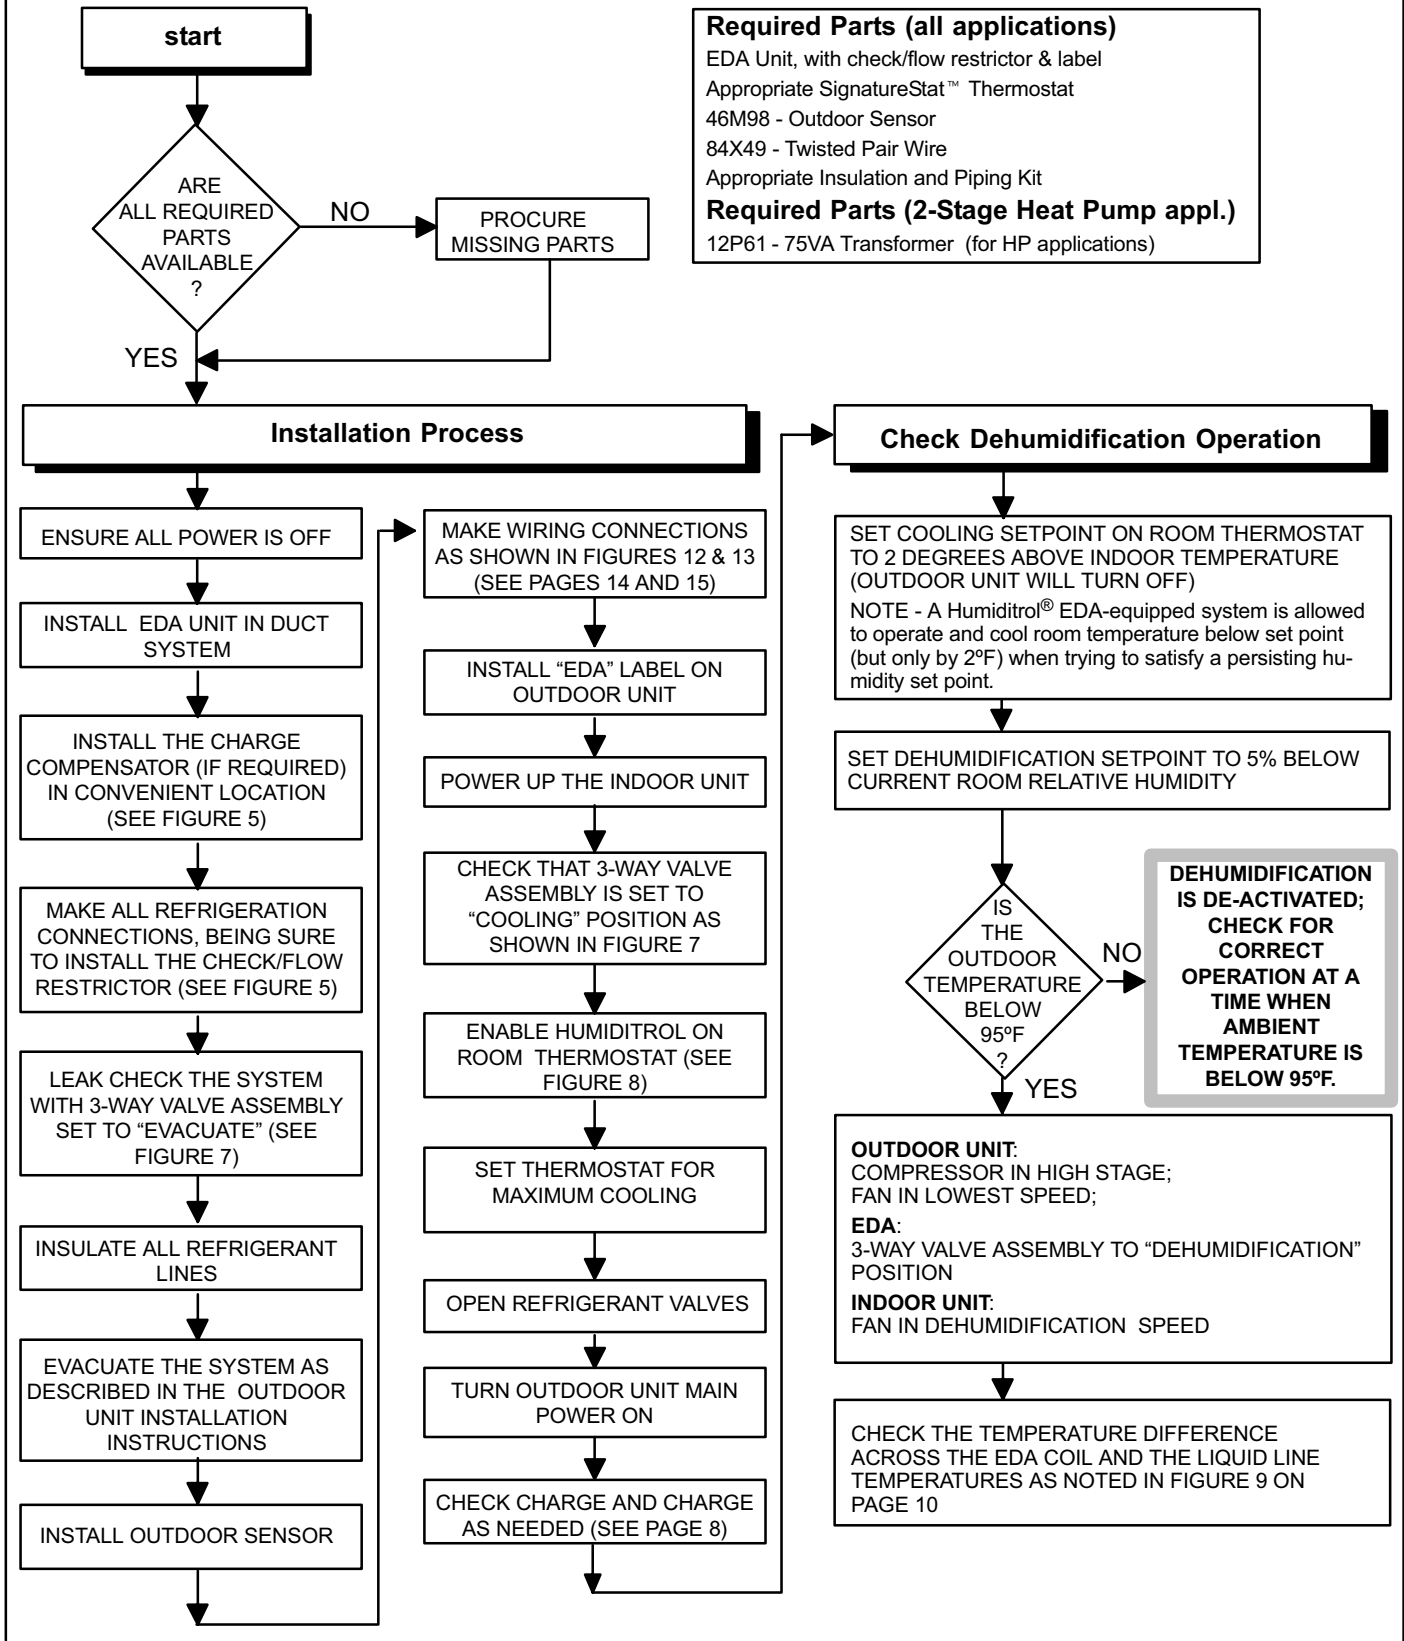 start
Required Parts (all applications)
EDA Unit, with check/flow restrictor & label
Appropriate SignatureStat™ Thermostat
46M98 - Outdoor Sensor
84X49 - Twisted Pair Wire
Appropriate Insulation and Piping Kit
Required Parts (2-Stage Heat Pump appl.)
12P61 - 75VA Transformer (for HP applications)
ARE
ALL REQUIRED
PARTS
AVAILABLE
?
NO
PROCURE
MISSING PARTS
YES
Installation Process
ENSURE ALL POWER IS OFF
INSTALL EDA UNIT IN DUCT
SYSTEM
INSTALL THE CHARGE
COMPENSATOR (IF REQUIRED)
IN CONVENIENT LOCATION
(SEE FIGURE 5)
MAKE ALL REFRIGERATION
CONNECTIONS, BEING SURE
TO INSTALL THE CHECK/FLOW
RESTRICTOR (SEE FIGURE 5)
LEAK CHECK THE SYSTEM
WITH 3-WAY VALVE ASSEMBLY
SET TO “EVACUATE” (SEE
FIGURE 7)
INSULATE ALL REFRIGERANT
LINES
EVACUATE THE SYSTEM AS
DESCRIBED IN THE OUTDOOR
UNIT INSTALLATION
INSTRUCTIONS
INSTALL OUTDOOR SENSOR
MAKE WIRING CONNECTIONS
AS SHOWN IN FIGURES 12 & 13
(SEE PAGES 14 AND 15)
INSTALL “EDA” LABEL ON
OUTDOOR UNIT
POWER UP THE INDOOR UNIT
CHECK THAT 3-WAY VALVE
ASSEMBLY IS SET TO
“COOLING” POSITION AS
SHOWN IN FIGURE 7
ENABLE HUMIDITROL ON
ROOM THERMOSTAT (SEE
FIGURE 8)
SET THERMOSTAT FOR
MAXIMUM COOLING
OPEN REFRIGERANT VALVES
TURN OUTDOOR UNIT MAIN
POWER ON
CHECK CHARGE AND CHARGE
AS NEEDED (SEE PAGE 8)
Check Dehumidification Operation
SET COOLING SETPOINT ON ROOM THERMOSTAT
TO 2 DEGREES ABOVE INDOOR TEMPERATURE
(OUTDOOR UNIT WILL TURN OFF)
NOTE - A Humiditrol® EDA-equipped system is allowed
to operate and cool room temperature below set point
(but only by 2ºF) when trying to satisfy a persisting hu-
midity set point.
SET DEHUMIDIFICATION SETPOINT TO 5% BELOW
CURRENT ROOM RELATIVE HUMIDITY
IS
THE
OUTDOOR
TEMPERATURE
BELOW
95ºF
?
NO
DEHUMIDIFICATION
IS DE-ACTIVATED;
CHECK FOR
CORRECT
OPERATION AT A
TIME WHEN
AMBIENT
TEMPERATURE IS
BELOW 95ºF.
YES
OUTDOOR UNIT:
COMPRESSOR IN HIGH STAGE;
FAN IN LOWEST SPEED;
EDA:
3-WAY VALVE ASSEMBLY TO “DEHUMIDIFICATION”
POSITION
INDOOR UNIT:
FAN IN DEHUMIDIFICATION SPEED
CHECK THE TEMPERATURE DIFFERENCE
ACROSS THE EDA COIL AND THE LIQUID LINE
TEMPERATURES AS NOTED IN FIGURE 9 ON
PAGE 10